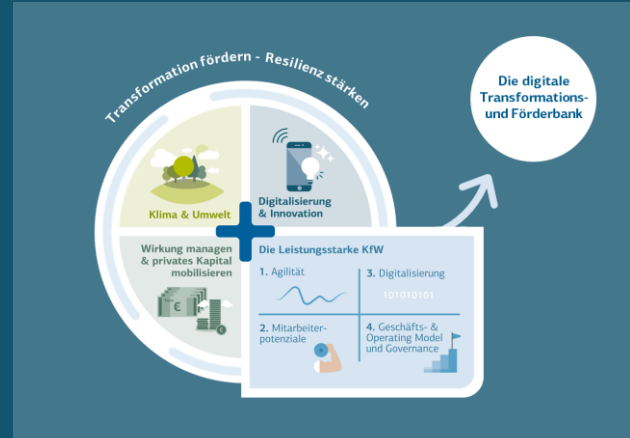 Transformation fördern - Resilienz stärken
Die digitale
Transformations-
und Förderbank
Klima & Umwelt
Digitalisierung
& Innovation
Wirkung managen
& privates Kapital
mobilisieren
€
€
Die Leistungsstarke KfW
1. Agilität
3. Digitalisierung
101010101
2. Mitarbeiter-
potenziale
4. Geschäfts- &
Operating Model
und Governance